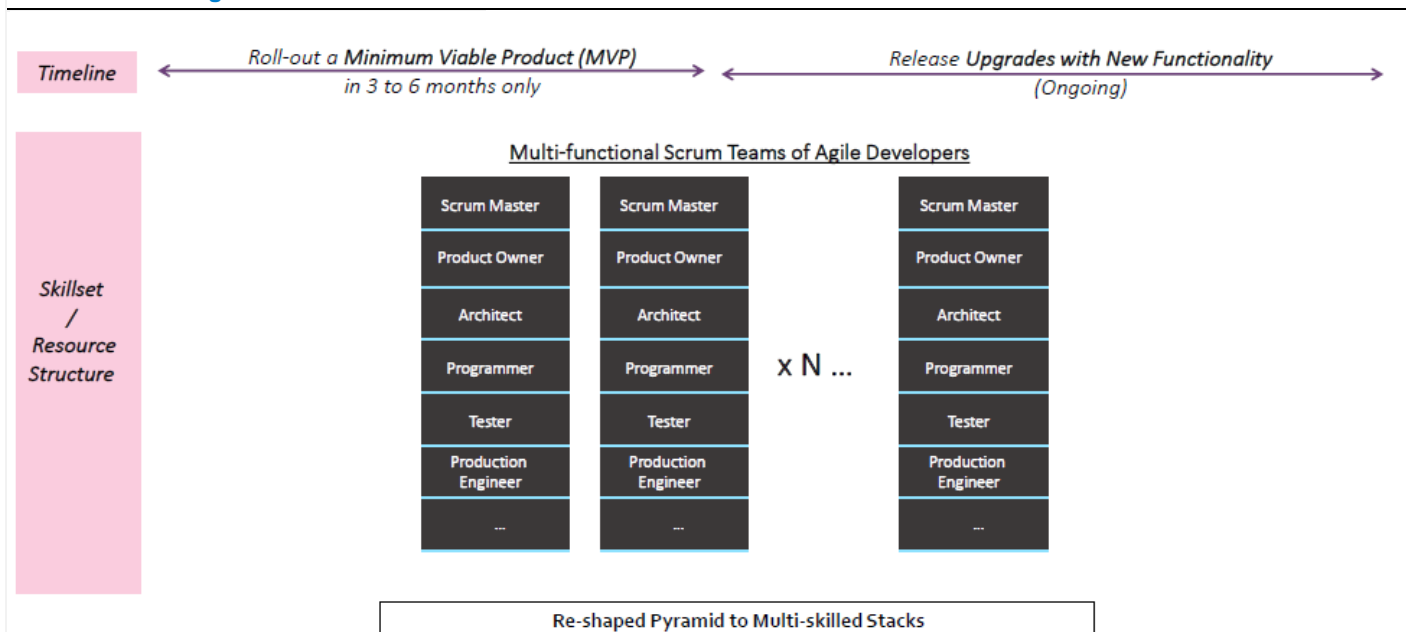 Timeline
Roll-out a Minimum Viable Product (MVP)
in 3 to 6 months only
Release Upgrades with New Functionality
(Ongoing)
Skillset
/
Resource
Structure
Multi-functional Scrum Teams of Agile Developers
Scrum Master
Product Owner
Architect
Programmer
Tester
Production
Engineer
...
Scrum Master
Product Owner
Architect
Programmer
Tester
Production
Engineer
...
x N ...
Scrum Master
Product Owner
Architect
Programmer
Tester
Production
Engineer
...
Re-shaped Pyramid to Multi-skilled Stacks